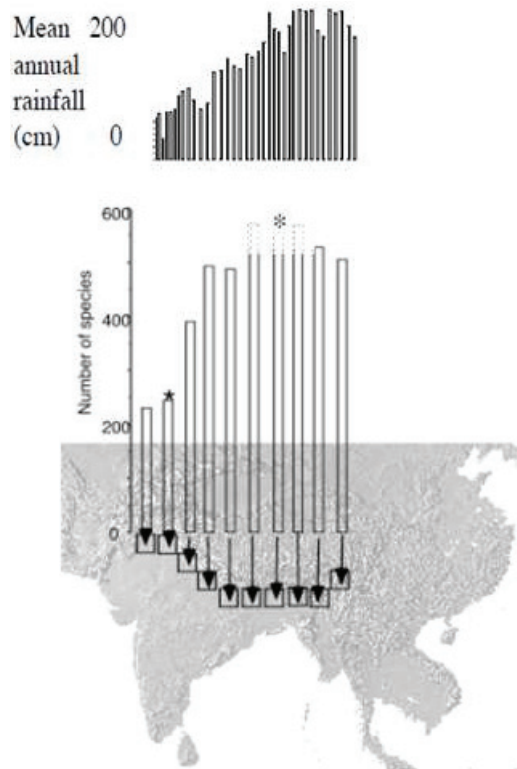 Mean 200
annual
rainfall
(cm) 0
600
*
400
Number of species
★
200
0